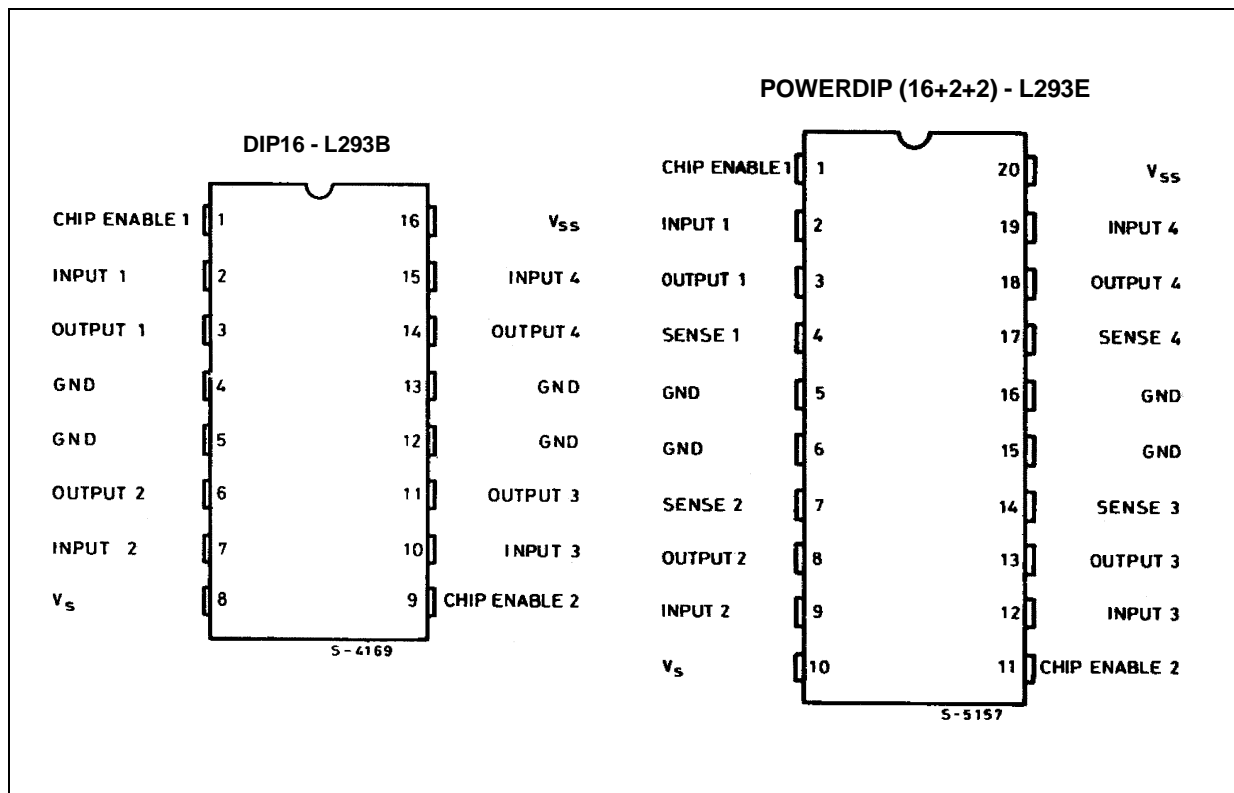 DIP16 - L293B
CHIP ENABLE 1 1 16 Vss
INPUT 1 2 15 INPUT 4
OUTPUT 1 3 14 OUTPUT 4
GND 4 13 GND
GND 5 12 GND
OUTPUT 2 6 11 OUTPUT 3
INPUT 2 7 10 INPUT 3
Vs 8 9 CHIP ENABLE 2
S-4169
POWERDIP (16+2+2) - L293E
CHIP ENABLE 1 1 20 Vss
INPUT 1 2 19 INPUT 4
OUTPUT 1 3 18 OUTPUT 4
SENSE 1 4 17 SENSE 4
GND 5 16 GND
GND 6 15 GND
SENSE 2 7 14 SENSE 3
OUTPUT 2 8 13 OUTPUT 3
INPUT 2 9 12 INPUT 3
Vs 10 11 CHIP ENABLE 2
S-5157